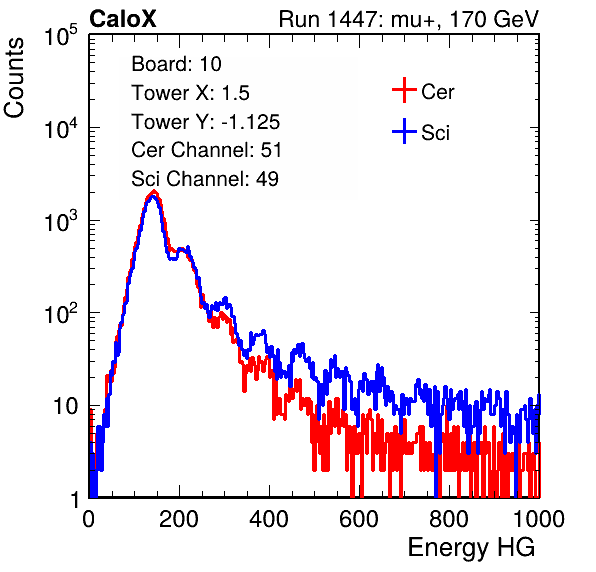 CaloX Run 1447: mu+, 170 GeV
Counts
Board: 10
Tower X: 1.5
Tower Y: -1.125
Cer Channel: 51
Sci Channel: 49
Cer
Sci
10^5
10^4
10^3
10^2
10
1
0 200 400 600 800 1000
Energy HG